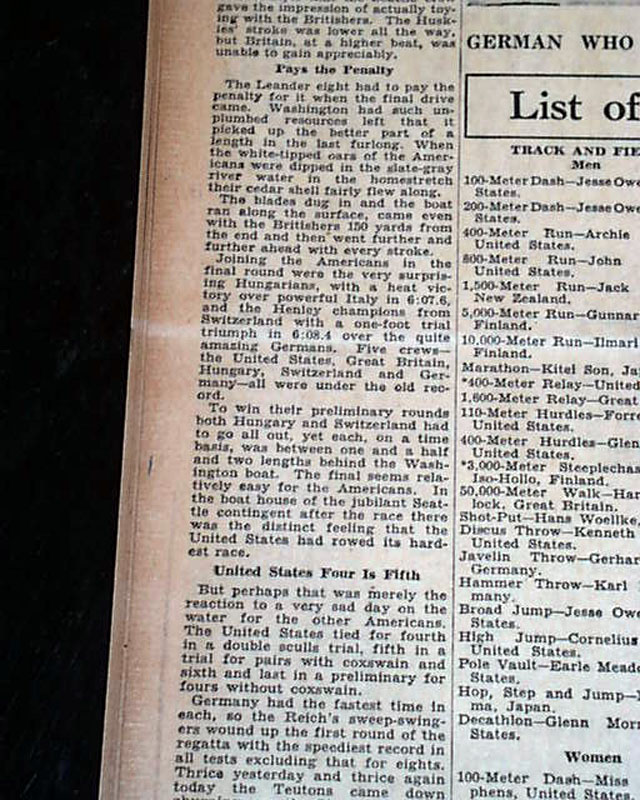 gave the impression of actually toy-
ing with the Britishers. The Husk-
ies' stroke was lower all the way,
but Britain, at a higher beat, was
unable to gain appreciably.
Pays the Penalty
The Leander eight had to pay the
penalty for it when the final drive
came. Washington had such un-
plumbed resources left that it
picked up the better part of a
length in the last furlong. When
the white-tipped oars of the Amer-
icans were dipped in the slate-gray
river water in the homestretch
their cedar shell fairly flew along.
The blades dug in and the boat
ran along the surface, came even
with the Britishers 150 yards from
the end and then went further and
further ahead with every stroke.
Joining the Americans in the
final round were the very surpris-
ing Hungarians, with a heat vic-
tory over powerful Italy in 6:07.6,
and the Henley champions from
Switzerland with a one-foot trial
triumph in 6:08.4 over the quite
amazing Germans. Five crews—
the United States, Great Britain,
Hungary, Switzerland and Ger-
many—all were under the old rec-
ord.
To win their preliminary rounds
both Hungary and Switzerland had
to go all out, yet each, on a time
basis, was between one and a half
and two lengths behind the Wash-
ington boat. The final seems rela-
tively easy for the Americans. In
the boat house of the jubilant Seat-
tle contingent after the race there
was the distinct feeling that the
United States had rowed its hard-
est race.
United States Four Is Fifth
But perhaps that was merely the
reaction to a very sad day on the
water for the other Americans.
The United States tied for fourth
in a double sculls trial, fifth in a
trial for pairs with coxswain and
sixth and last in a preliminary for
fours without coxswain.
Germany had the fastest time in
each, so the Reich's sweep-swing-
ers wound up the first round of the
regatta with the speediest record in
all tests excluding that for eights.
Thrice yesterday and thrice again
today the Teutons came down
GERMAN WHO
List of
TRACK AND FIE
Men
100-Meter Dash—Jesse Owe
States.
200-Meter Dash—Jesse Owe
States.
400-Meter Run—Archie
United States.
800-Meter Run—John
United States.
1,500-Meter Run—Jack
New Zealand.
5,000-Meter Run—Gunnar
Finland.
10,000-Meter Run—Ilmari
Finland.
Marathon—Kitei Son, Ja
*400-Meter Relay—United
1,600-Meter Relay—Great
110-Meter Hurdles—Forre
United States.
400-Meter Hurdles—Glen
United States.
*3,000-Meter Steeplechas
Iso-Hollo, Finland.
50,000-Meter Walk—Har
lock, Great Britain.
Shot-Put—Hans Woellke,
Discus Throw—Kenneth
United States.
Javelin Throw—Gerhar
Germany.
Hammer Throw—Karl
many.
Broad Jump—Jesse Owe
States.
High Jump—Cornelius
United States.
Pole Vault—Earle Meado
States.
Hop, Step and Jump—
ma, Japan.
Decathlon—Glenn Morr
States.
Women
100-Meter Dash—Miss
phens, United States.